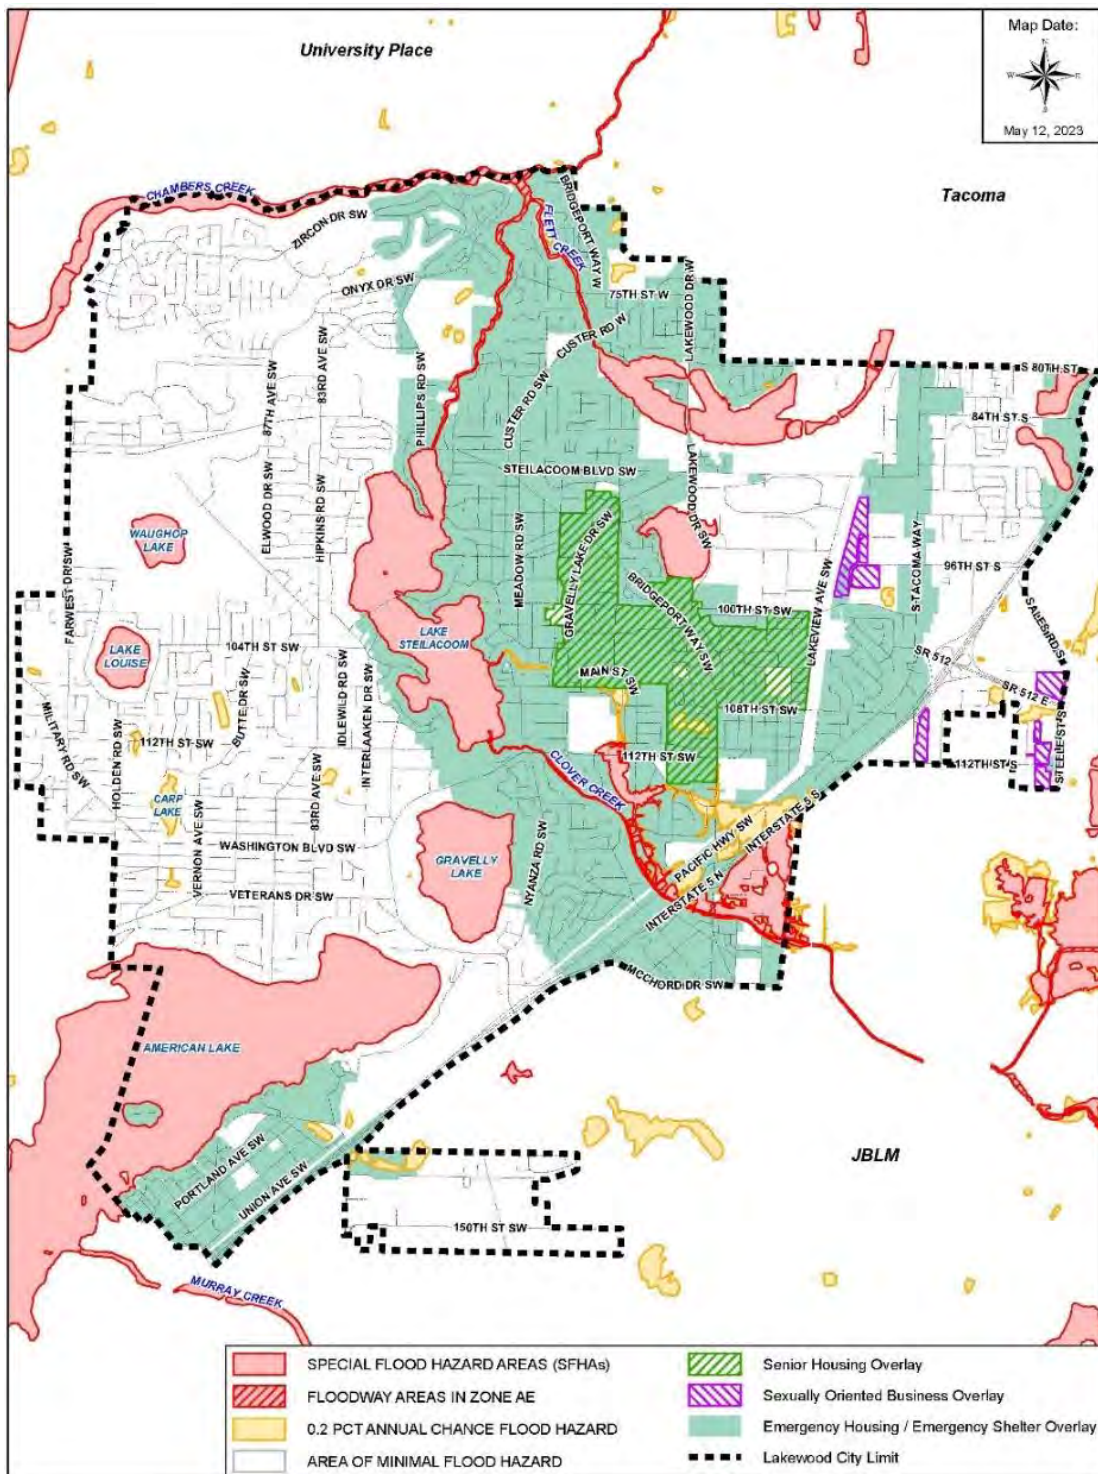 Map Date:
N
W E
S
May 12, 2023
University Place
Tacoma
CHAMBERS CREEK
ZIRCON DR SW
FLETT CREEK
BRIDGEPORT WAY W
ONYX DR SW
75TH ST W
LAKEWOOD DR W
CUSTER RD W
87TH AVE SW
83RD AVE SW
PHILLIPS RD SW
CUSTER RD SW
S 80TH ST
84TH ST S
STEILACOOM BLVD SW
LAKEWOOD DR SW
ELWOOD DR SW
HIPKINS RD SW
WAUGHOP
LAKE
MEADOW RD SW
GRAVELLY LAKE DR SW
BRIDGEPORT WAY SW
LAKEVIEW AVE SW
S TACOMA WAY
96TH ST S
FARWEST DR SW
100TH ST SW
SALES RD S
LAKE
STEILACOOM
LAKE
LOUISE
104TH ST SW
MAIN ST SW
SR 512
SR 512 E
MILITARY RD SW
HOLDEN RD SW
BUTTE DR SW
IDLEWILD RD SW
INTERLAAKEN DR SW
108TH ST SW
112TH ST SW
112TH ST SW
112TH ST S
STEELE ST S
CLOVER CREEK
CARP
LAKE
VERNON AVE SW
83RD AVE SW
WASHINGTON BLVD SW
GRAVELLY
LAKE
NYANZA RD SW
PACIFIC HWY SW
INTERSTATE 5 S
INTERSTATE 5 N
VETERANS DR SW
MCCHORD DR SW
AMERICAN LAKE
PORTLAND AVE SW
UNION AVE SW
JBLM
150TH ST SW
MURRAY CREEK
SPECIAL FLOOD HAZARD AREAS (SFHAs)
FLOODWAY AREAS IN ZONE AE
0.2 PCT ANNUAL CHANCE FLOOD HAZARD
AREA OF MINIMAL FLOOD HAZARD
Senior Housing Overlay
Sexually Oriented Business Overlay
Emergency Housing / Emergency Shelter Overlay
Lakewood City Limit